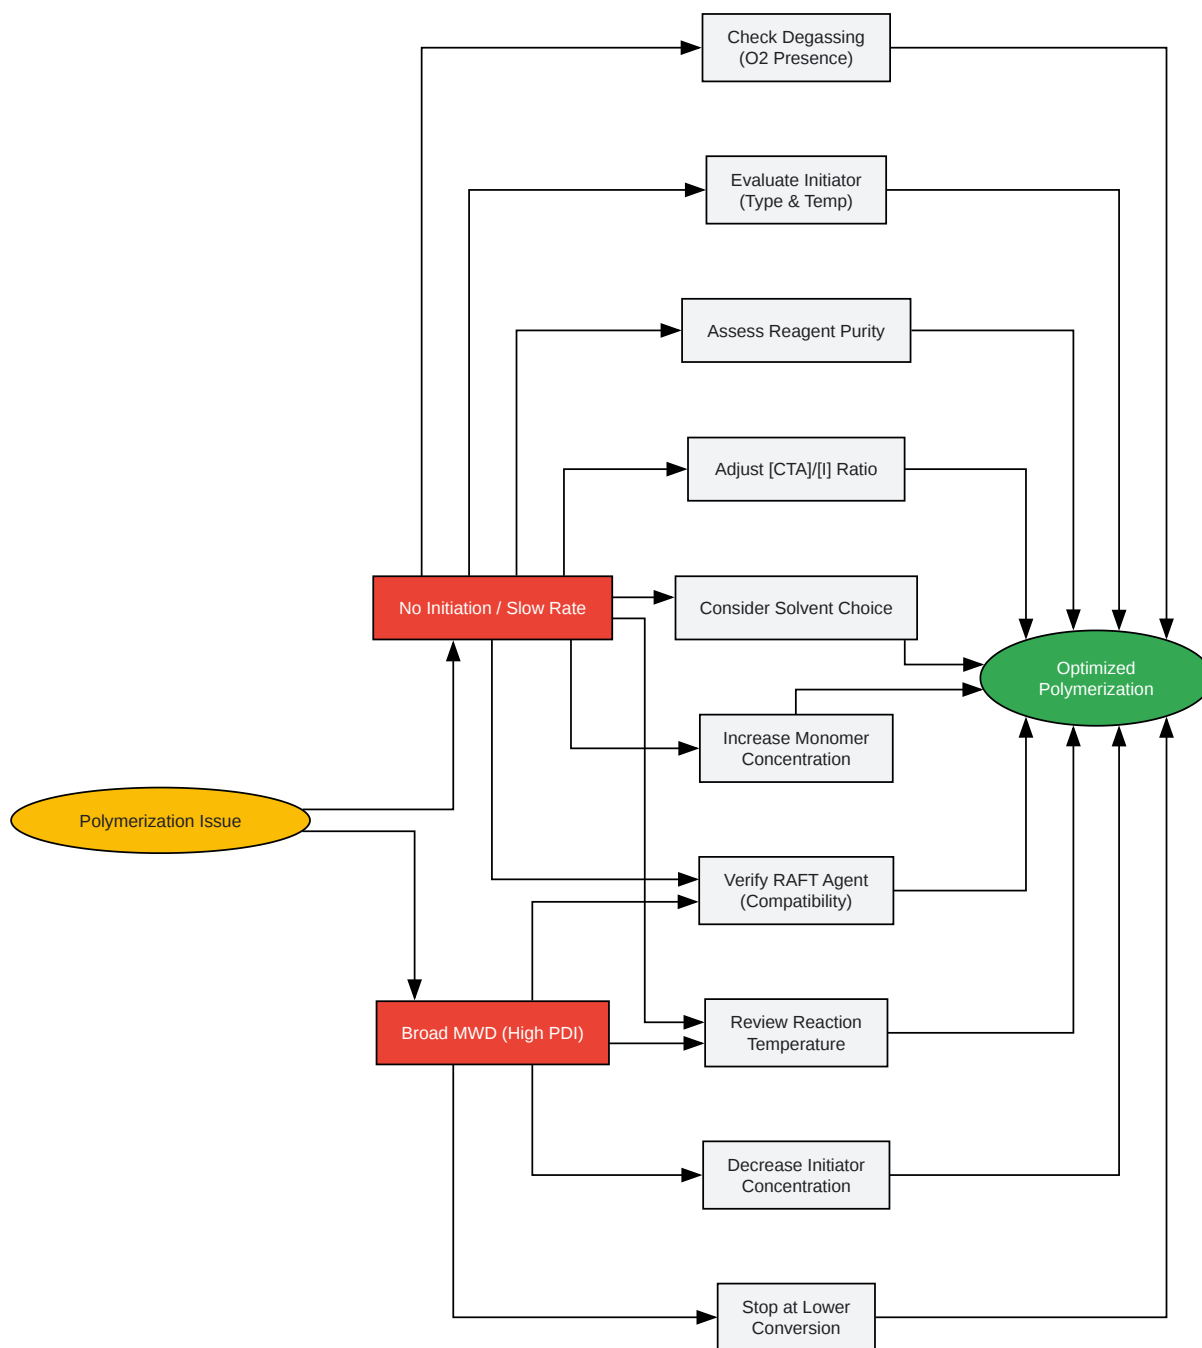 Check Degassing
(O2 Presence)
Evaluate Initiator
(Type & Temp)
Assess Reagent Purity
Adjust [CTA]/[I] Ratio
No Initiation / Slow Rate
Consider Solvent Choice
Optimized
Polymerization
Increase Monomer
Concentration
Polymerization Issue
Verify RAFT Agent
(Compatibility)
Broad MWD (High PDI)
Review Reaction
Temperature
Decrease Initiator
Concentration
Stop at Lower
Conversion